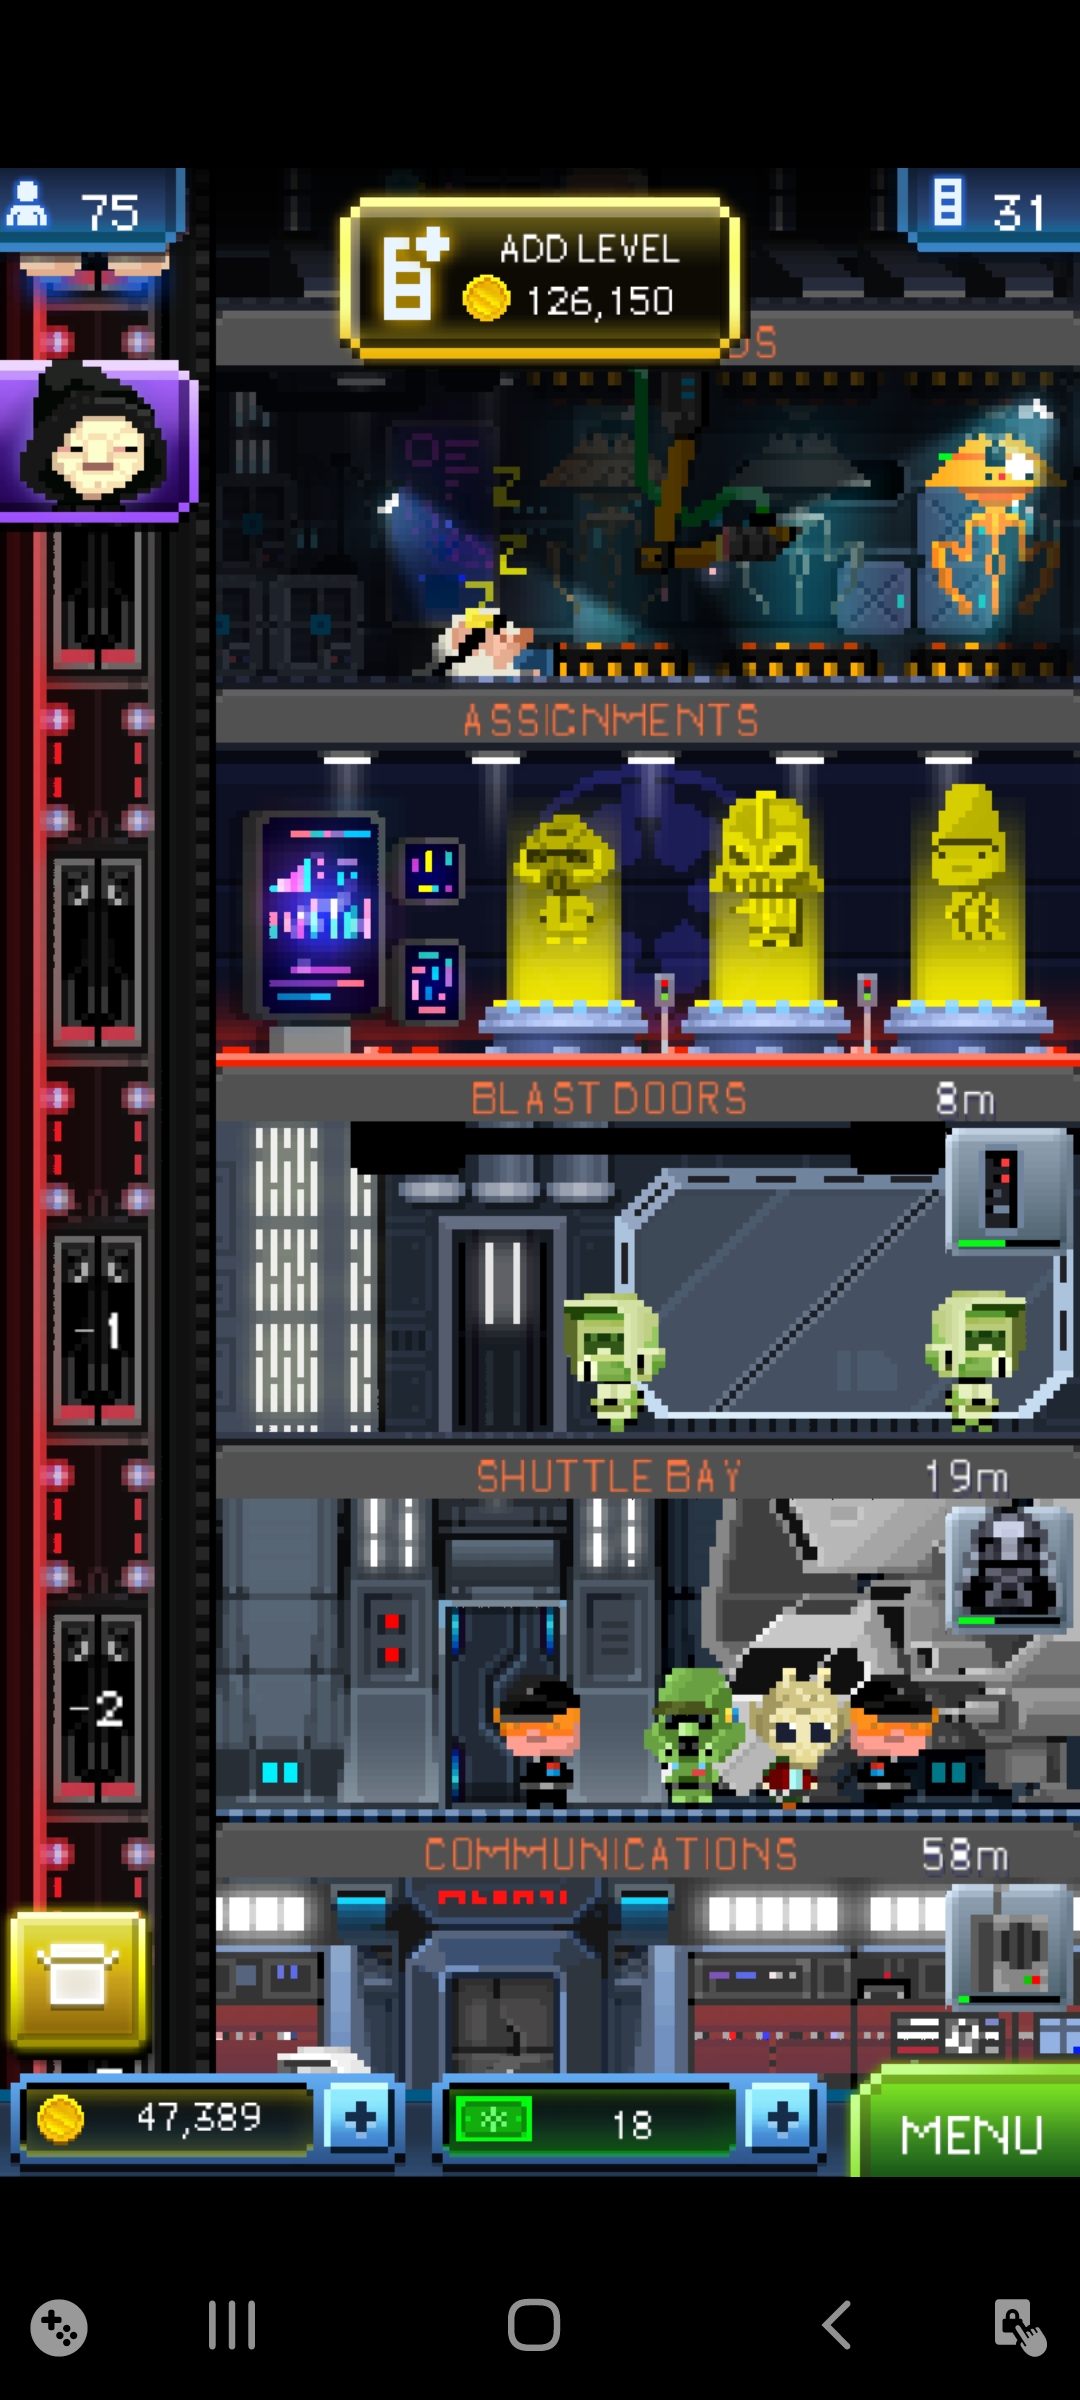 75
ADD LEVEL
126,150
31
DS
Z
Z
Z
ASSIGNMENTS
BLAST DOORS 8m
-1
SHUTTLE BAY 19m
-2
COMMUNICATIONS 58m
47,389
18
MENU